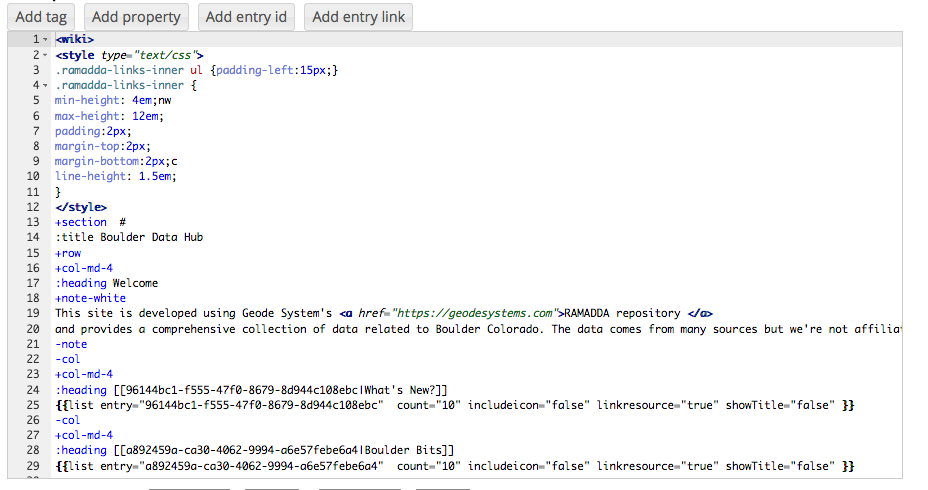 Add tag Add property Add entry id Add entry link
1 <wiki>
2 <style type="text/css">
3 .ramadda-links-inner ul {padding-left:15px;}
4 .ramadda-links-inner {
5 min-height: 4em;nw
6 max-height: 12em;
7 padding:2px;
8 margin-top:2px;
9 margin-bottom:2px;c
10 line-height: 1.5em;
11 }
12 </style>
13 +section #
14 :title Boulder Data Hub
15 +row
16 +col-md-4
17 :heading Welcome
18 +note-white
19 This site is developed using Geode System's <a href="https://geodesystems.com">RAMADDA repository </a>
20 and provides a comprehensive collection of data related to Boulder Colorado. The data comes from many sources but we're not affiliat
21 -note
22 -col
23 +col-md-4
24 :heading [[96144bc1-f555-47f0-8679-8d944c108ebc|What's New?]]
25 {{list entry="96144bc1-f555-47f0-8679-8d944c108ebc"  count="10" includeicon="false" linkresource="true" showTitle="false" }}
26 -col
27 +col-md-4
28 :heading [[a892459a-ca30-4062-9994-a6e57febe6a4|Boulder Bits]]
29 {{list entry="a892459a-ca30-4062-9994-a6e57febe6a4"  count="10" includeicon="false" linkresource="true" showTitle="false" }}